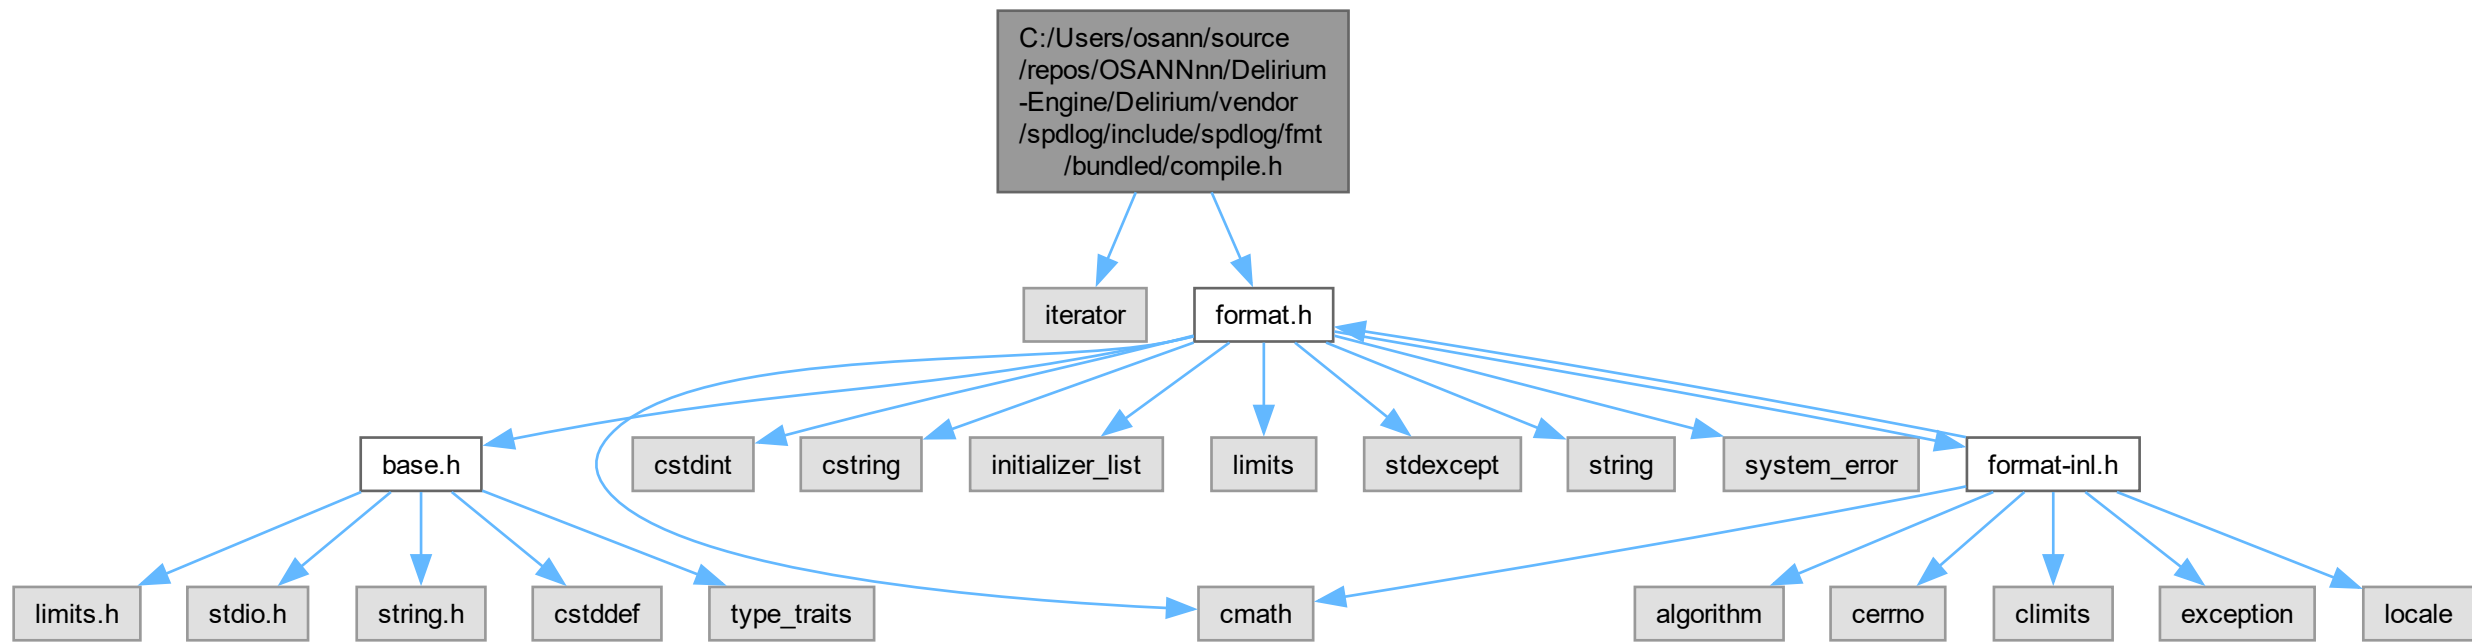 C:/Users/osann/source
/repos/OSANNnn/Delirium
-Engine/Delirium/vendor
/spdlog/include/spdlog/fmt
/bundled/compile.h
iterator
format.h
base.h
cstdint
cstring
initializer_list
limits
stdexcept
string
system_error
format-inl.h
limits.h
stdio.h
string.h
cstddef
type_traits
cmath
algorithm
cerrno
climits
exception
locale